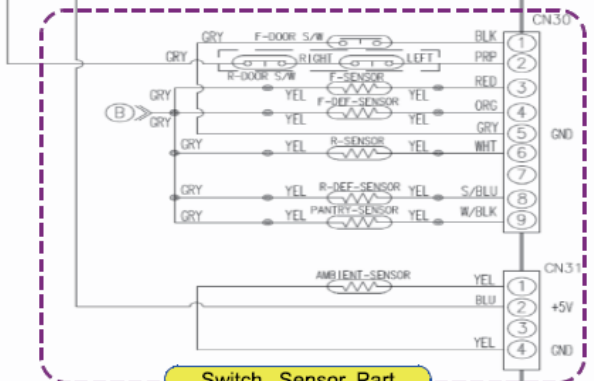 CN30
GRY F-DOOR S/W BLK 1
GRY RIGHT LEFT PRP 2
R-DOOR S/W F-SENSOR RED 3
GRY YEL YEL
F-DEF-SENSOR ORG 4
B GRY YEL YEL
GRY 5 GND
GRY YEL R-SENSOR YEL WHT 6
7
GRY YEL R-DEF-SENSOR YEL S/BLU 8
GRY YEL PANTRY-SENSOR YEL W/BLK 9
CN31
AMBIENT-SENSOR YEL 1
BLU 2 +5V
3
YEL 4 GND
Switch, Sensor Part